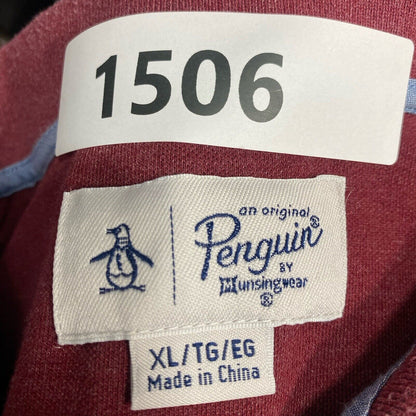 1506
an original
Penguin®
BY
Munsingwear
®
XL/TG/EG
Made in China